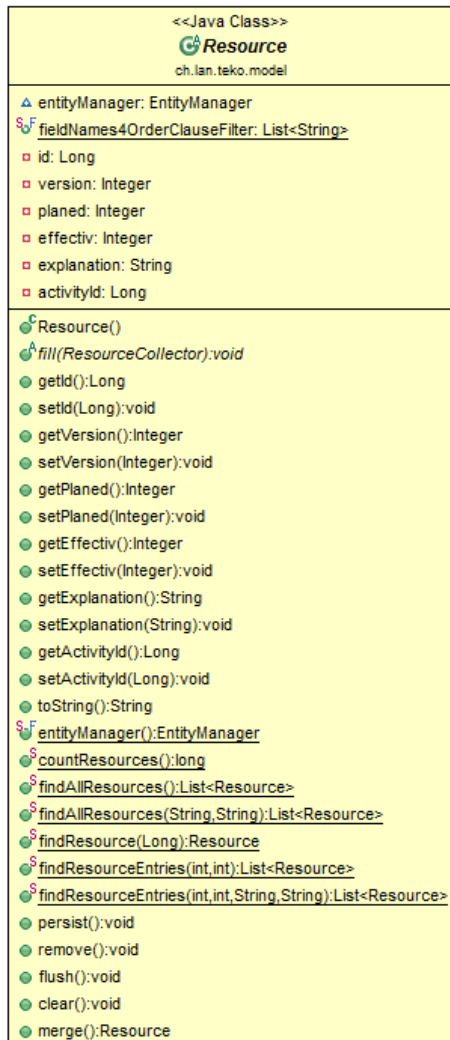 <<Java Class>>
Resource
ch.lan.teko.model
entityManager: EntityManager
fieldNames4OrderClauseFilter: List<String>
id: Long
version: Integer
planed: Integer
effectiv: Integer
explanation: String
activityId: Long
Resource()
fill(ResourceCollector):void
getId():Long
setId(Long):void
getVersion():Integer
setVersion(Integer):void
getPlaned():Integer
setPlaned(Integer):void
getEffectiv():Integer
setEffectiv(Integer):void
getExplanation():String
setExplanation(String):void
getActivityId():Long
setActivityId(Long):void
toString():String
entityManager():EntityManager
countResources():long
findAllResources():List<Resource>
findAllResources(String,String):List<Resource>
findResource(Long):Resource
findResourceEntries(int,int):List<Resource>
findResourceEntries(int,int,String,String):List<Resource>
persist():void
remove():void
flush():void
clear():void
merge():Resource